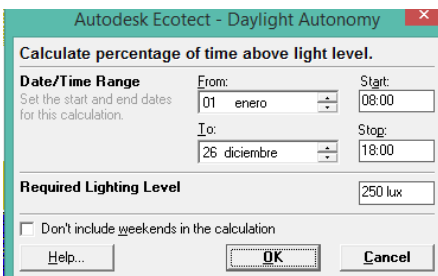 Autodesk Ecotect - Daylight Autonomy
Calculate percentage of time above light level.
Date/Time Range
Set the start and end dates
for this calculation.
From:
01 enero
Start:
08:00
To:
26 diciembre
Stop:
18:00
Required Lighting Level
250 lux
Don't include weekends in the calculation
Help...
OK
Cancel